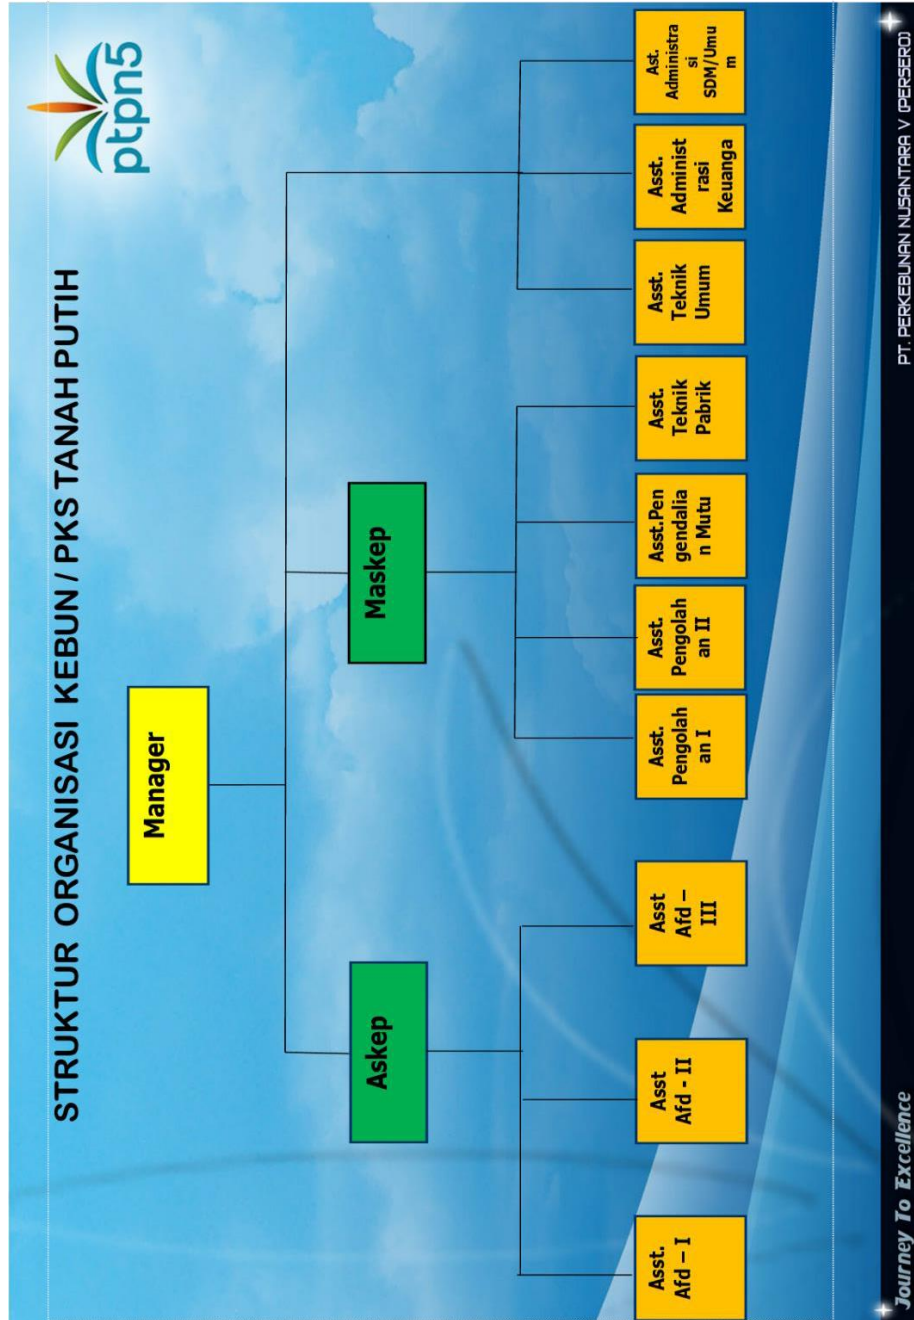 STRUKTUR ORGANISASI KEBUN / PKS TANAH PUTIH
ptpn5
Manager
Askep
Maskep
Asst.
Afd – I
Asst
Afd - II
Asst
Afd –
III
Asst.
Pengolah
an I
Asst.
Pengolah
an II
Asst.Pen
gendalia
n Mutu
Asst.
Teknik
Pabrik
Asst.
Teknik
Umum
Asst.
Administ
rasi
Keuanga
Ast.
Administra
si
SDM/Umu
m
Journey To Excellence
PT. PERKEBUNAN NUSANTARA V (PERSERO)